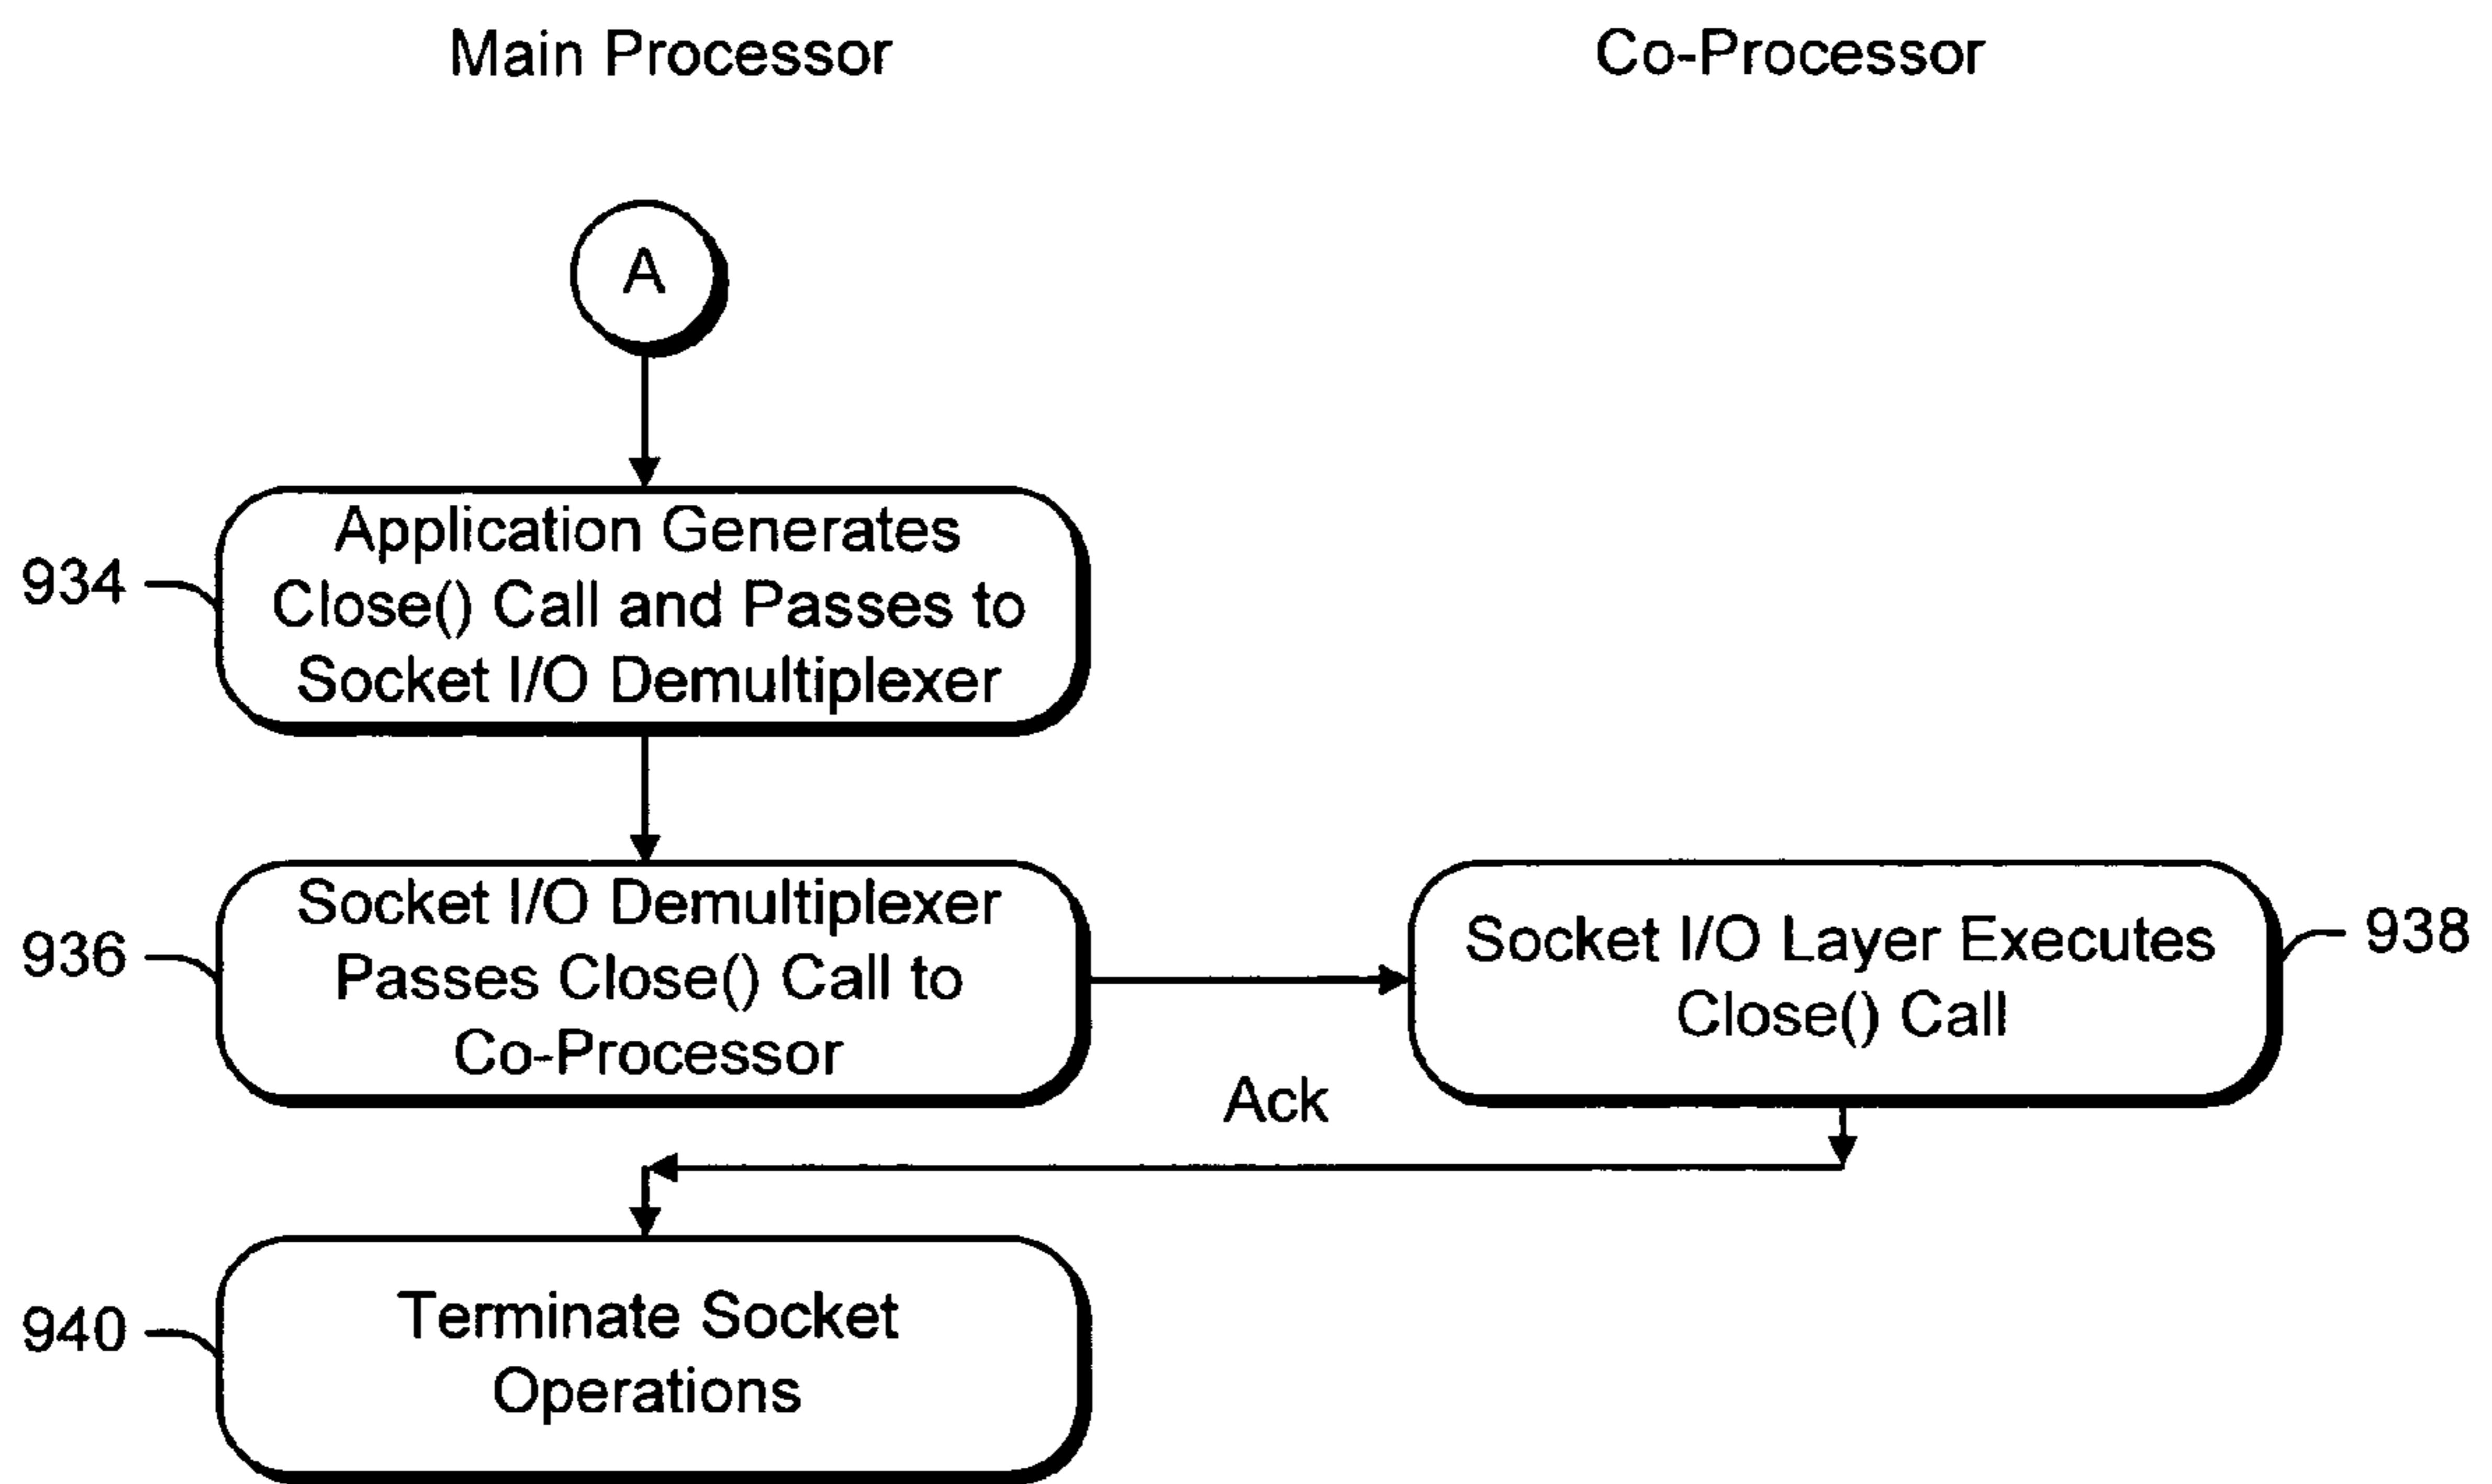 Main Processor
Co-Processor
A
934
Application Generates
Close() Call and Passes to
Socket I/O Demultiplexer
936
Socket I/O Demultiplexer
Passes Close() Call to
Co-Processor
Socket I/O Layer Executes
Close() Call
938
Ack
940
Terminate Socket
Operations